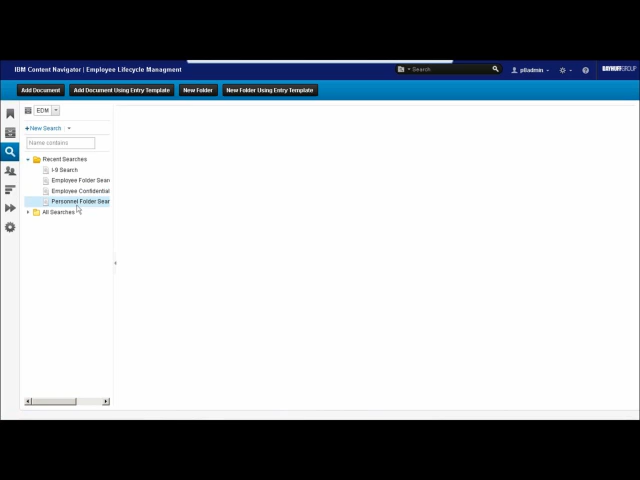 IBM Content Navigator | Employee Lifecycle Managment
Search
p8admin
RAYNUFFGROUP
Add Document
Add Document Using Entry Template
New Folder
New Folder Using Entry Template
EDM
New Search
Name contains
Recent Searches
I-9 Search
Employee Folder Sear
Employee Confidential
Personnel Folder Sear
All Searches